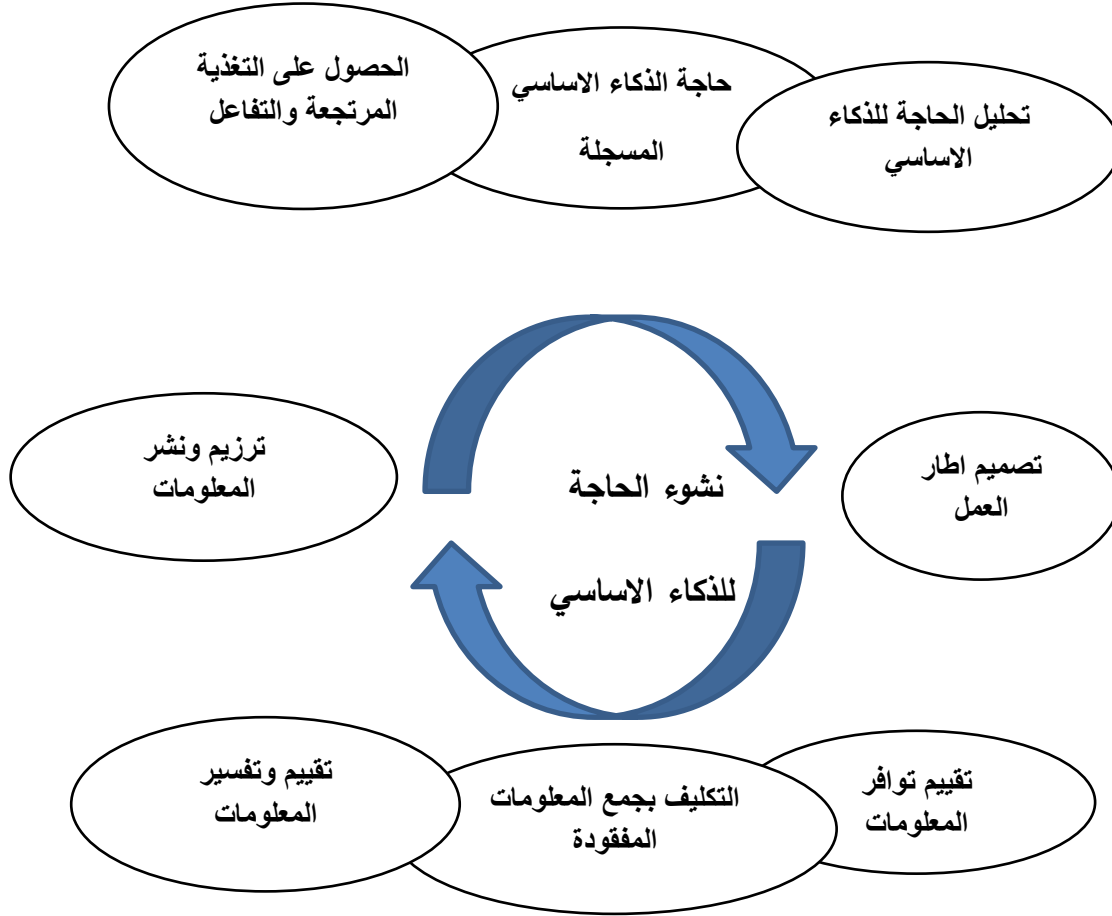 حاجة الذكاء الاساسي
المسجلة
تحليل الحاجة للذكاء
الاساسي
تصميم اطار
العمل
تقييم توافر
المعلومات
التكليف بجمع المعلومات
المفقودة
تقييم وتفسير
المعلومات
ترزيم ونشر
المعلومات
الحصول على التغذية
المرتجعة والتفاعل
نشوء الحاجة
للذكاء الاساسي